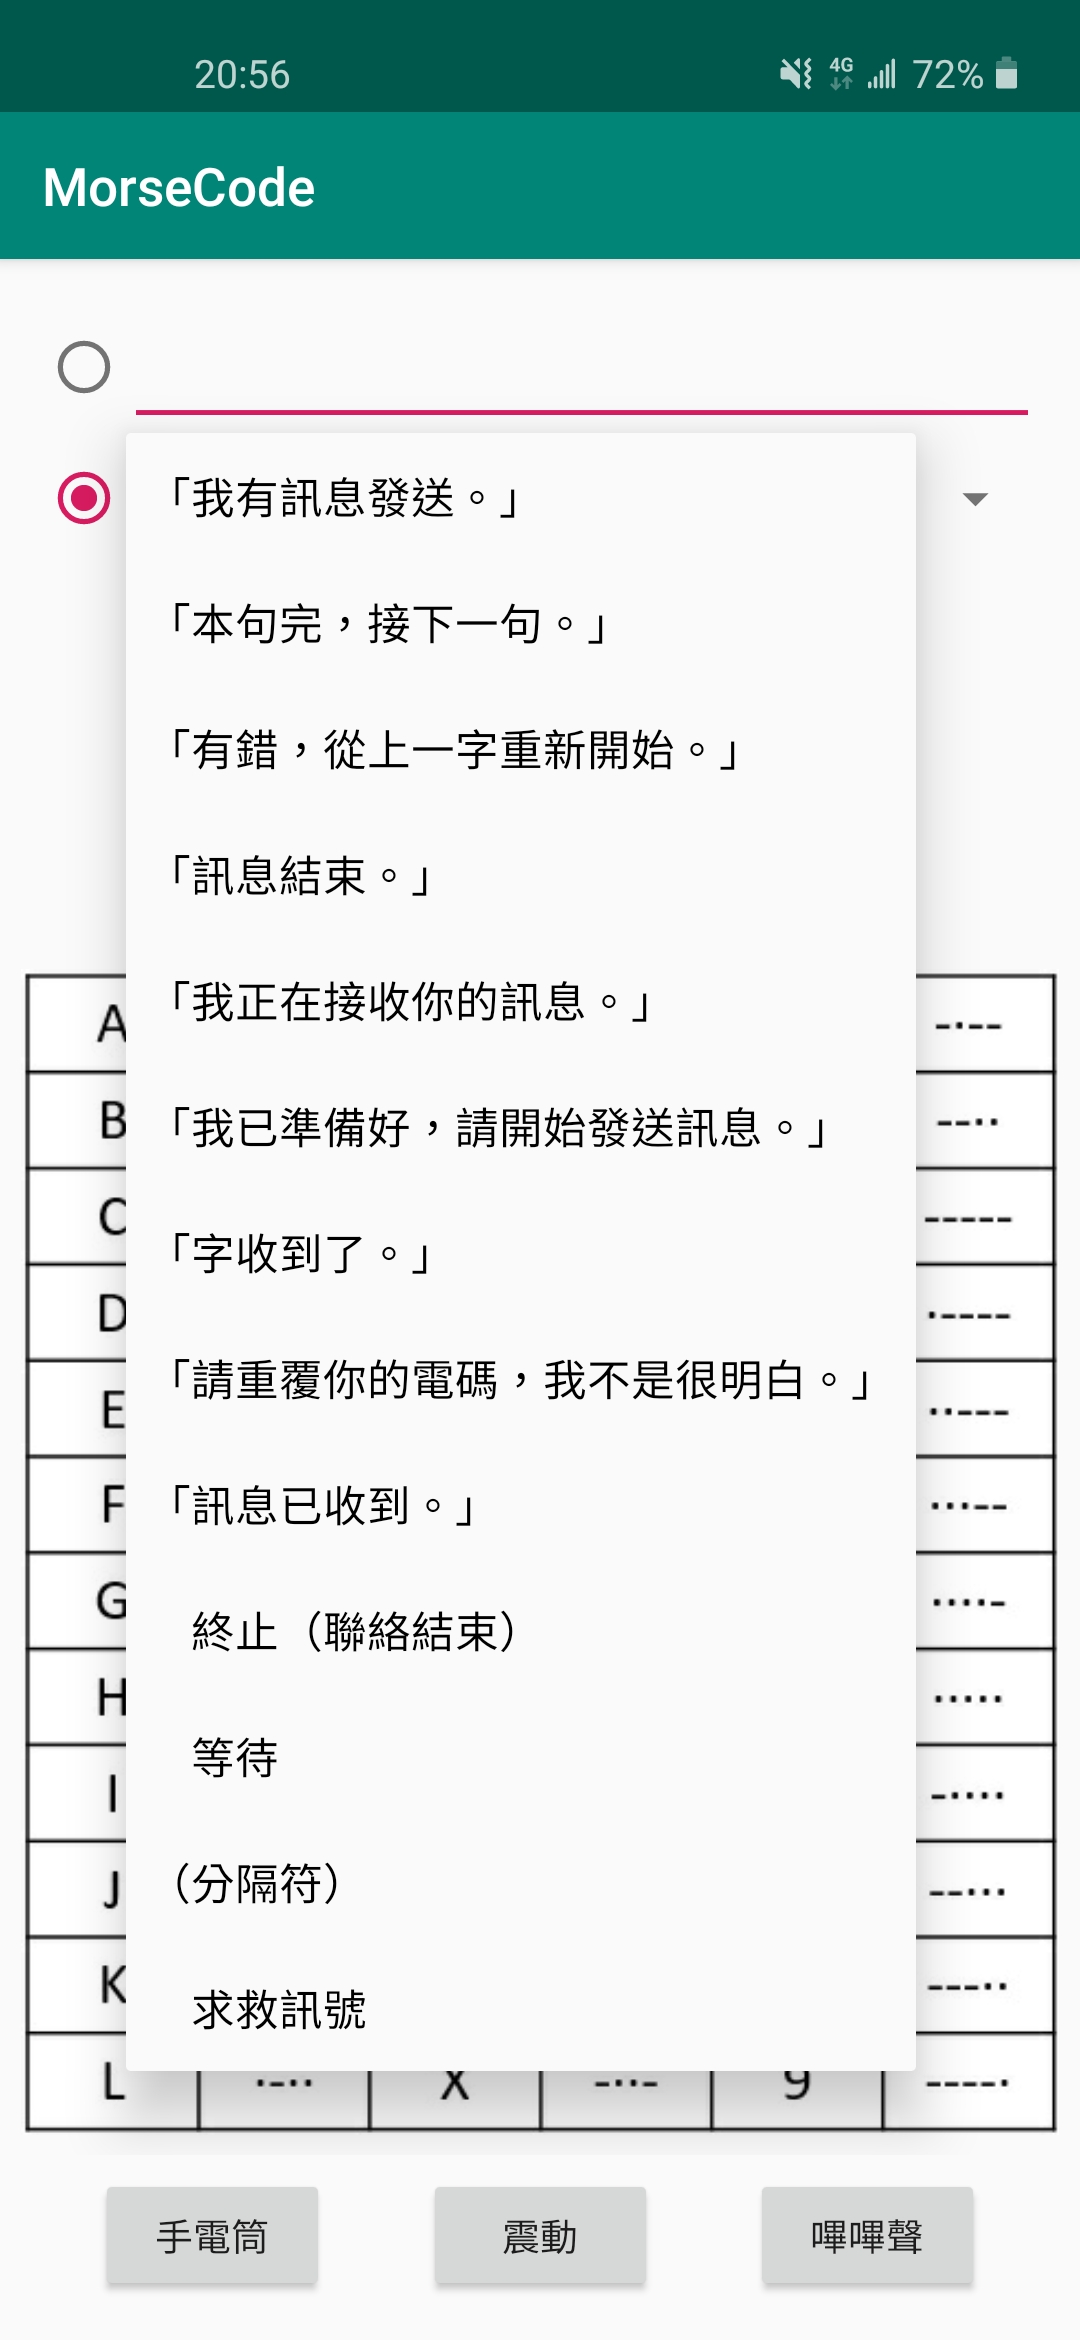 20:56 4G 72%
MorseCode
「我有訊息發送。」
「本句完，接下一句。」
「有錯，從上一字重新開始。」
「訊息結束。」
「我正在接收你的訊息。」
「我已準備好，請開始發送訊息。」
「字收到了。」
「請重覆你的電碼，我不是很明白。」
「訊息已收到。」
終止（聯絡結束）
等待
（分隔符）
求救訊號
A -·--
B --··
C -----
D ·----
E ··---
F ···--
G ····-
H ·····
I -····
J --···
K ---··
L ·-·· X -··- 9 ----·
手電筒 震動 嗶嗶聲